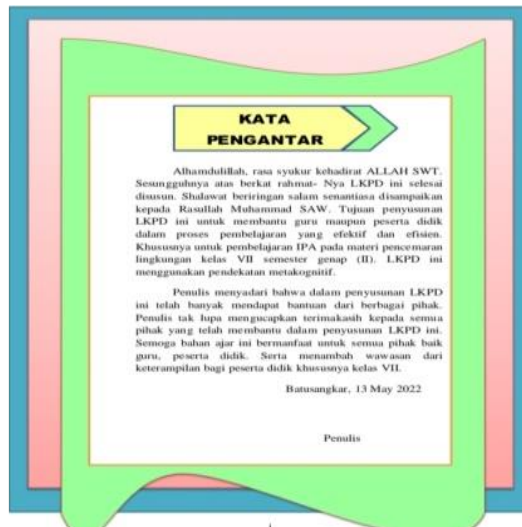 KATA
PENGANTAR
Alhamdulillah, rasa syukur kehadirat ALLAH SWT.
Sesungguhnya atas berkat rahmat- Nya LKPD ini selesai
disusun. Shalawat beriringan salam senantiasa disampaikan
kepada Rasullah Muhammad SAW. Tujuan penyusunan
LKPD ini untuk membantu guru maupun peserta didik
dalam proses pembelajaran yang efektif dan efisien.
Khususnya untuk pembelajaran IPA pada materi pencemaran
lingkungan kelas VII semester genap (II). LKPD ini
menggunakan pendekatan metakognitif.
Penulis menyadari bahwa dalam penyusunan LKPD
ini telah banyak mendapat bantuan dari berbagai pihak.
Penulis tak lupa mengucapkan terimakasih kepada semua
pihak yang telah membantu dalam penyusunan LKPD ini.
Semoga bahan ajar ini bermanfaat untuk semua pihak baik
guru, peserta didik. Serta menambah wawasan dari
keterampilan bagi peserta didik khususnya kelas VII.
Batusangkar, 13 May 2022
Penulis